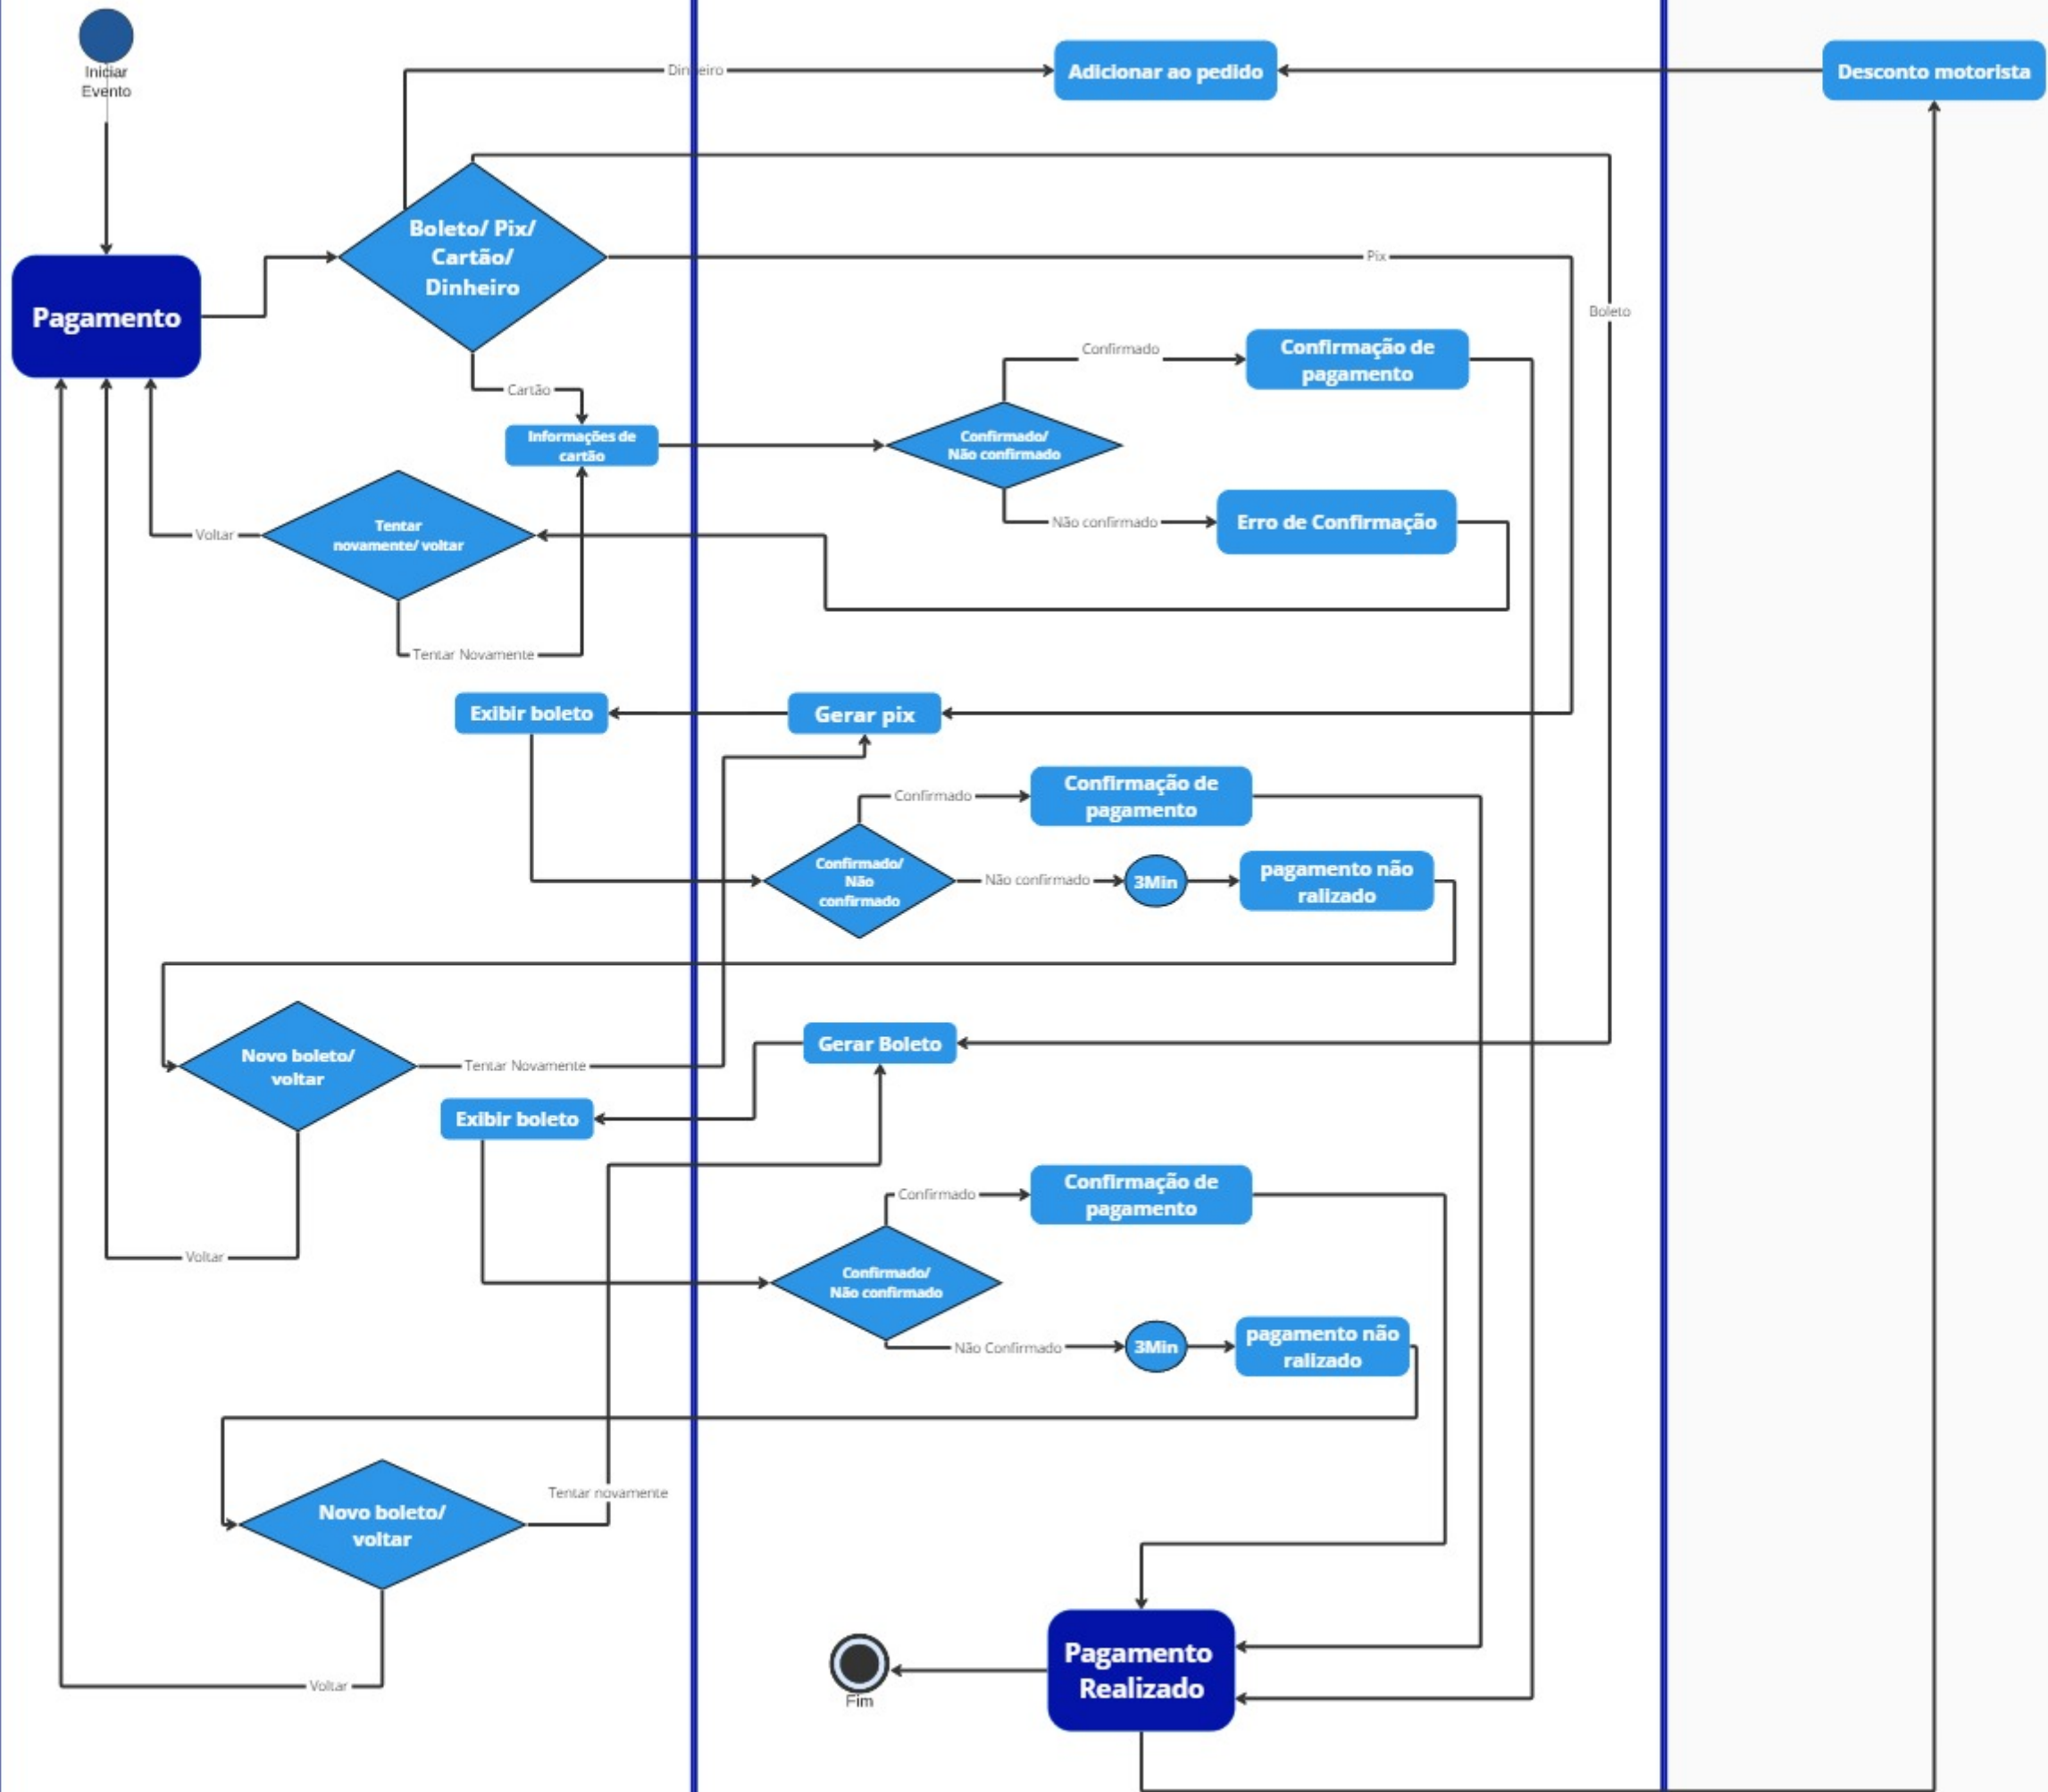 Iniciar
Evento
Dinheiro
Adicionar ao pedido
Desconto motorista
Boleto/ Pix/
Cartão/
Dinheiro
Pix
Pagamento
Boleto
Confirmado
Confirmação de
pagamento
Cartão
Informações de
cartão
Confirmado/
Não confirmado
Tentar
novamente/ voltar
Voltar
Não confirmado
Erro de Confirmação
Tentar Novamente
Exibir boleto
Gerar pix
Confirmado
Confirmação de
pagamento
Confirmado/
Não
confirmado
Não confirmado
3Min
pagamento não
ralizado
Novo boleto/
voltar
Tentar Novamente
Gerar Boleto
Exibir boleto
Confirmado
Confirmação de
pagamento
Voltar
Confirmado/
Não confirmado
Não Confirmado
3Min
pagamento não
ralizado
Tentar novamente
Novo boleto/
voltar
Pagamento
Realizado
Fim
Voltar